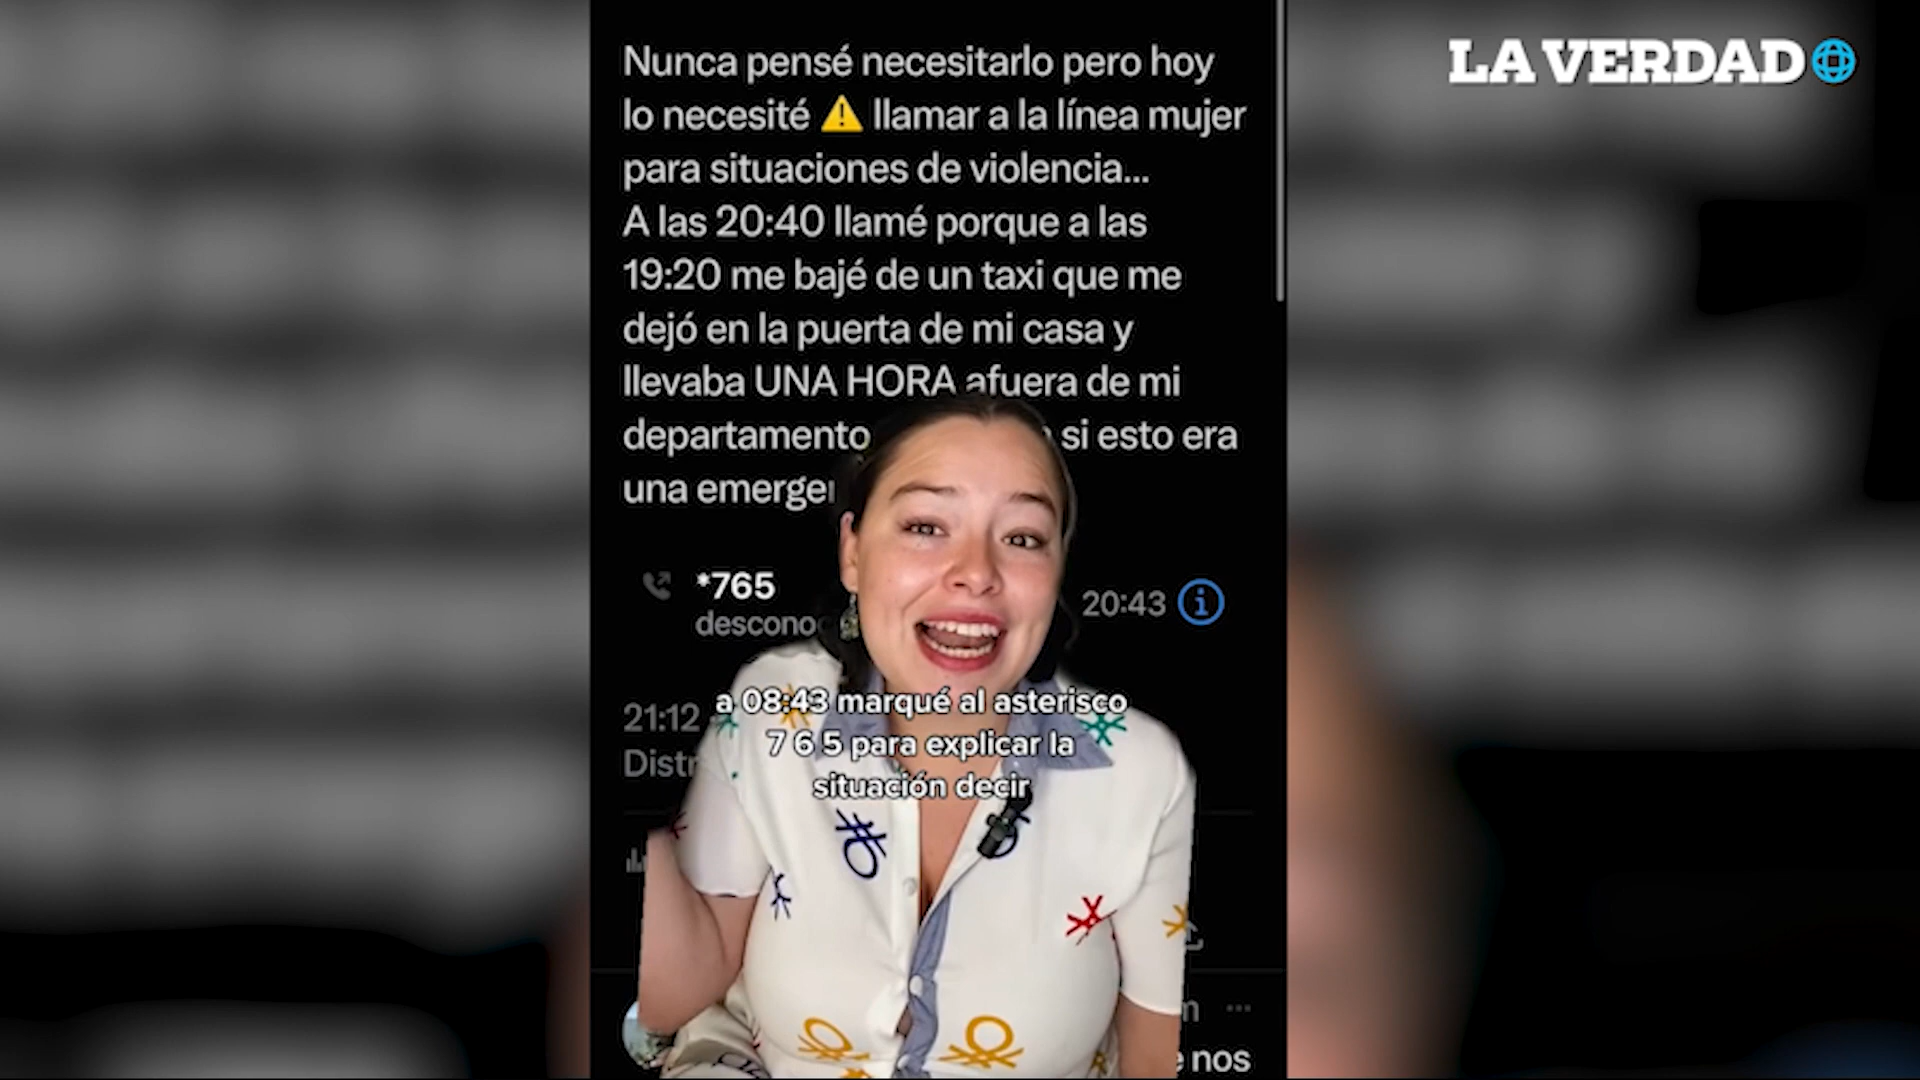 LA VERDAD
Nunca pensé necesitarlo pero hoy
lo necesité ⚠️ llamar a la línea mujer
para situaciones de violencia...
A las 20:40 llamé porque a las
19:20 me bajé de un taxi que me
dejó en la puerta de mi casa y
llevaba UNA HORA afuera de mi
departamento si esto era
una
*765
20:43
a 08:43 marqué al asterisco
7 6 5 para explicar la
situación decir
21:12
nos